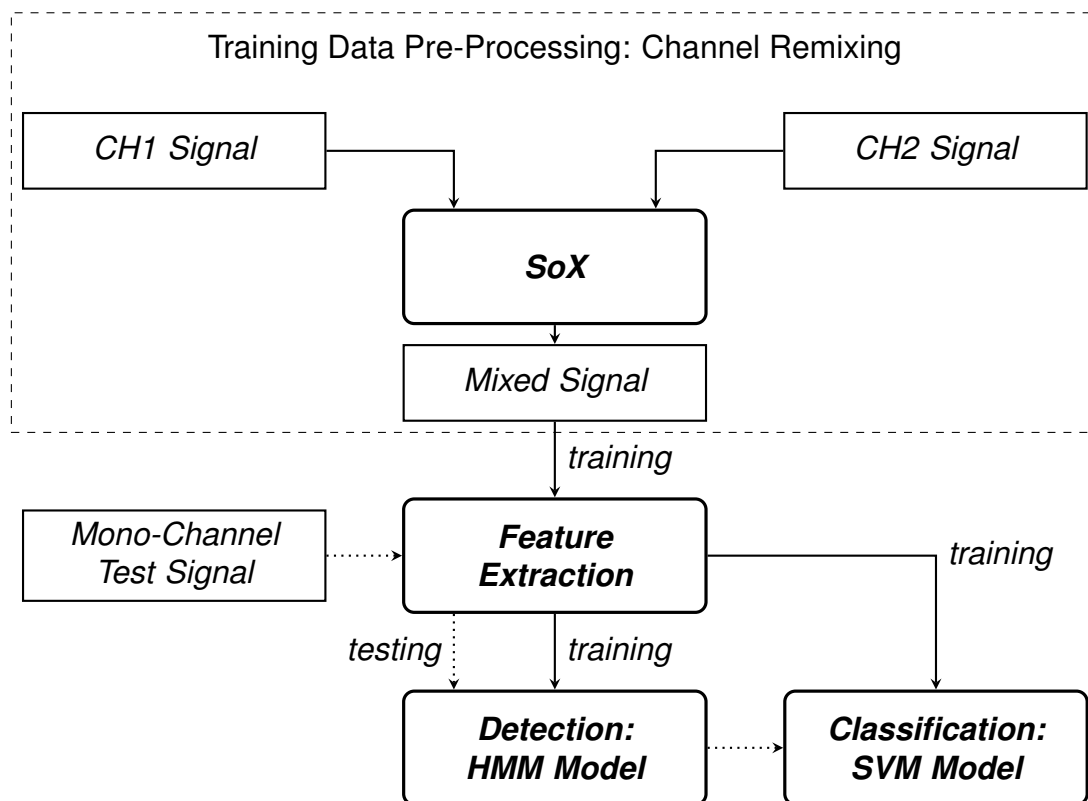 Training Data Pre-Processing: Channel Remixing
CH1 Signal
CH2 Signal
SoX
Mixed Signal
training
Mono-Channel
Test Signal
Feature
Extraction
training
testing
training
Detection:
HMM Model
Classification:
SVM Model